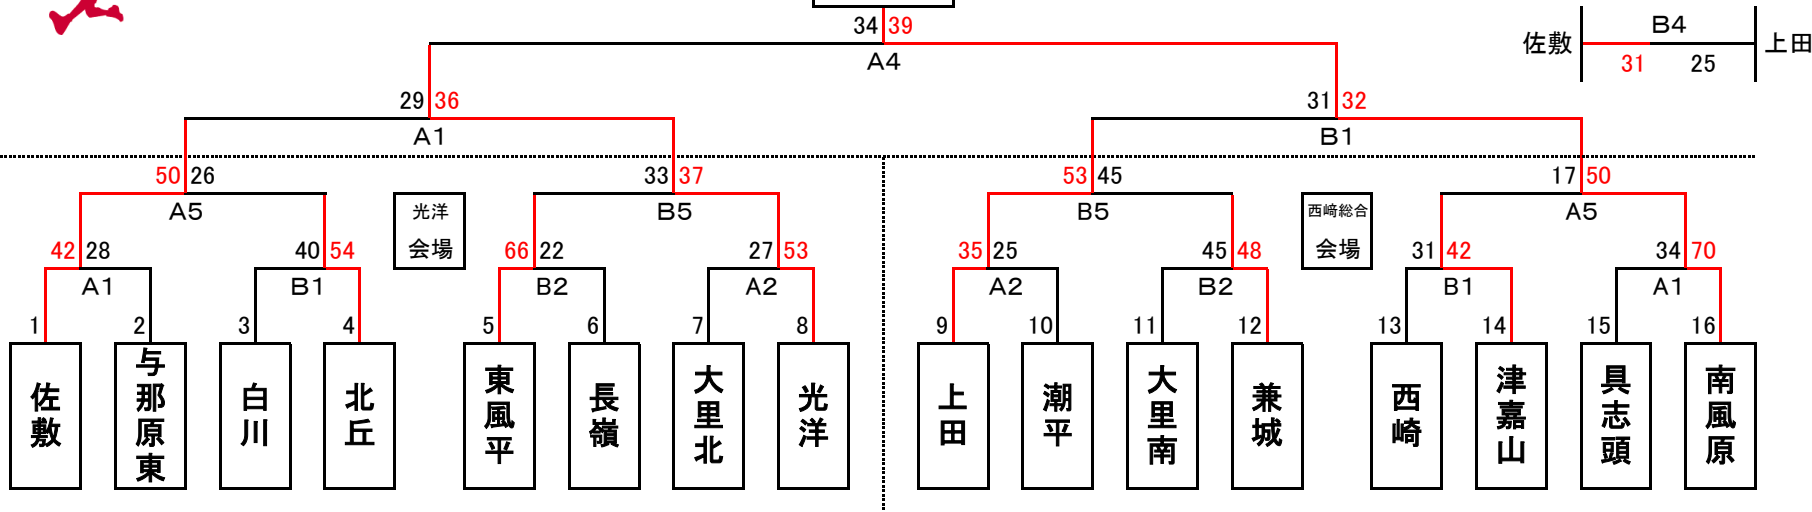 34 39
A4
佐敷 B4 上田
31 25
29 36
A1
31 32
B1
50 26
A5
33 37
B5
53 45
B5
17 50
A5
光洋
会場
西﨑総合
会場
42 28
A1
40 54
B1
66 22
B2
27 53
A2
35 25
A2
45 48
B2
31 42
B1
34 70
A1
1 2 3 4 5 6 7 8 9 10 11 12 13 14 15 16
佐敷
与那原東
白川
北丘
東風平
長嶺
大里北
光洋
上田
潮平
大里南
兼城
西崎
津嘉山
具志頭
南風原